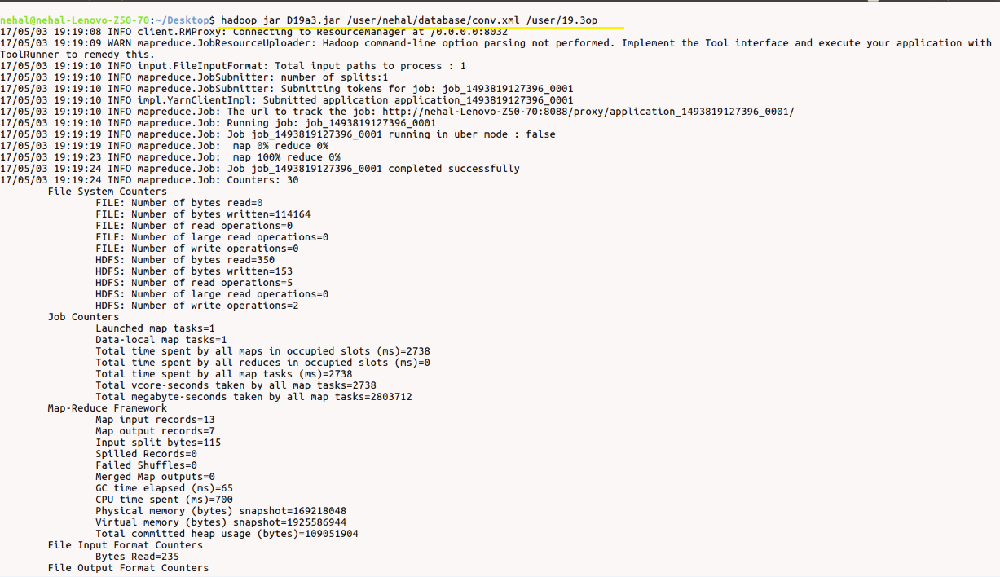 nehal@nehal-Lenovo-Z50-70:~/Desktop$ hadoop jar D19a3.jar /user/nehal/database/conv.xml /user/19.3op
17/05/03 19:19:08 INFO client.RMProxy: Connecting to ResourceManager at /0.0.0.0:8032
17/05/03 19:19:09 WARN mapreduce.JobResourceUploader: Hadoop command-line option parsing not performed. Implement the Tool interface and execute your application with
ToolRunner to remedy this.
17/05/03 19:19:10 INFO input.FileInputFormat: Total input paths to process : 1
17/05/03 19:19:10 INFO mapreduce.JobSubmitter: number of splits:1
17/05/03 19:19:10 INFO mapreduce.JobSubmitter: Submitting tokens for job: job_1493819127396_0001
17/05/03 19:19:10 INFO impl.YarnClientImpl: Submitted application application_1493819127396_0001
17/05/03 19:19:10 INFO mapreduce.Job: The url to track the job: http://nehal-Lenovo-Z50-70:8088/proxy/application_1493819127396_0001/
17/05/03 19:19:10 INFO mapreduce.Job: Running job: job_1493819127396_0001
17/05/03 19:19:19 INFO mapreduce.Job: Job job_1493819127396_0001 running in uber mode : false
17/05/03 19:19:19 INFO mapreduce.Job:  map 0% reduce 0%
17/05/03 19:19:23 INFO mapreduce.Job:  map 100% reduce 0%
17/05/03 19:19:24 INFO mapreduce.Job: Job job_1493819127396_0001 completed successfully
17/05/03 19:19:24 INFO mapreduce.Job: Counters: 30
File System Counters
FILE: Number of bytes read=0
FILE: Number of bytes written=114164
FILE: Number of read operations=0
FILE: Number of large read operations=0
FILE: Number of write operations=0
HDFS: Number of bytes read=350
HDFS: Number of bytes written=153
HDFS: Number of read operations=5
HDFS: Number of large read operations=0
HDFS: Number of write operations=2
Job Counters
Launched map tasks=1
Data-local map tasks=1
Total time spent by all maps in occupied slots (ms)=2738
Total time spent by all reduces in occupied slots (ms)=0
Total time spent by all map tasks (ms)=2738
Total vcore-seconds taken by all map tasks=2738
Total megabyte-seconds taken by all map tasks=2803712
Map-Reduce Framework
Map input records=13
Map output records=7
Input split bytes=115
Spilled Records=0
Failed Shuffles=0
Merged Map outputs=0
GC time elapsed (ms)=65
CPU time spent (ms)=700
Physical memory (bytes) snapshot=169218048
Virtual memory (bytes) snapshot=1925586944
Total committed heap usage (bytes)=109051904
File Input Format Counters
Bytes Read=235
File Output Format Counters